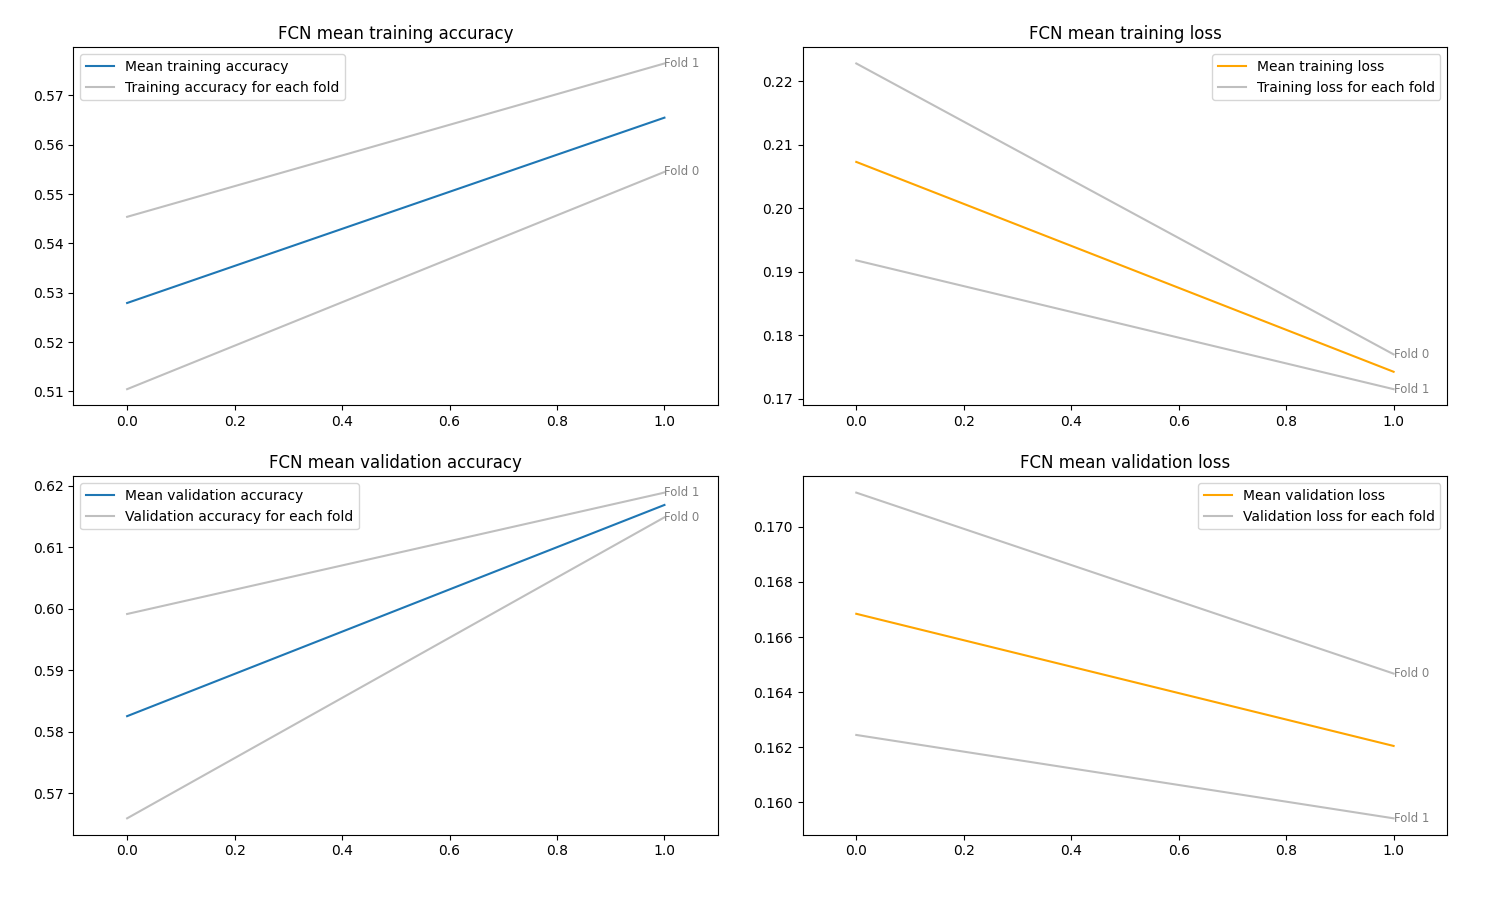 FCN mean training accuracy
Mean training accuracy
Training accuracy for each fold
Fold 1
Fold 0
0.57
0.56
0.55
0.54
0.53
0.52
0.51
0.0 0.2 0.4 0.6 0.8 1.0
FCN mean training loss
Mean training loss
Training loss for each fold
Fold 0
Fold 1
0.22
0.21
0.20
0.19
0.18
0.17
0.0 0.2 0.4 0.6 0.8 1.0
FCN mean validation accuracy
Mean validation accuracy
Validation accuracy for each fold
Fold 1
Fold 0
0.62
0.61
0.60
0.59
0.58
0.57
0.0 0.2 0.4 0.6 0.8 1.0
FCN mean validation loss
Mean validation loss
Validation loss for each fold
Fold 0
Fold 1
0.170
0.168
0.166
0.164
0.162
0.160
0.0 0.2 0.4 0.6 0.8 1.0